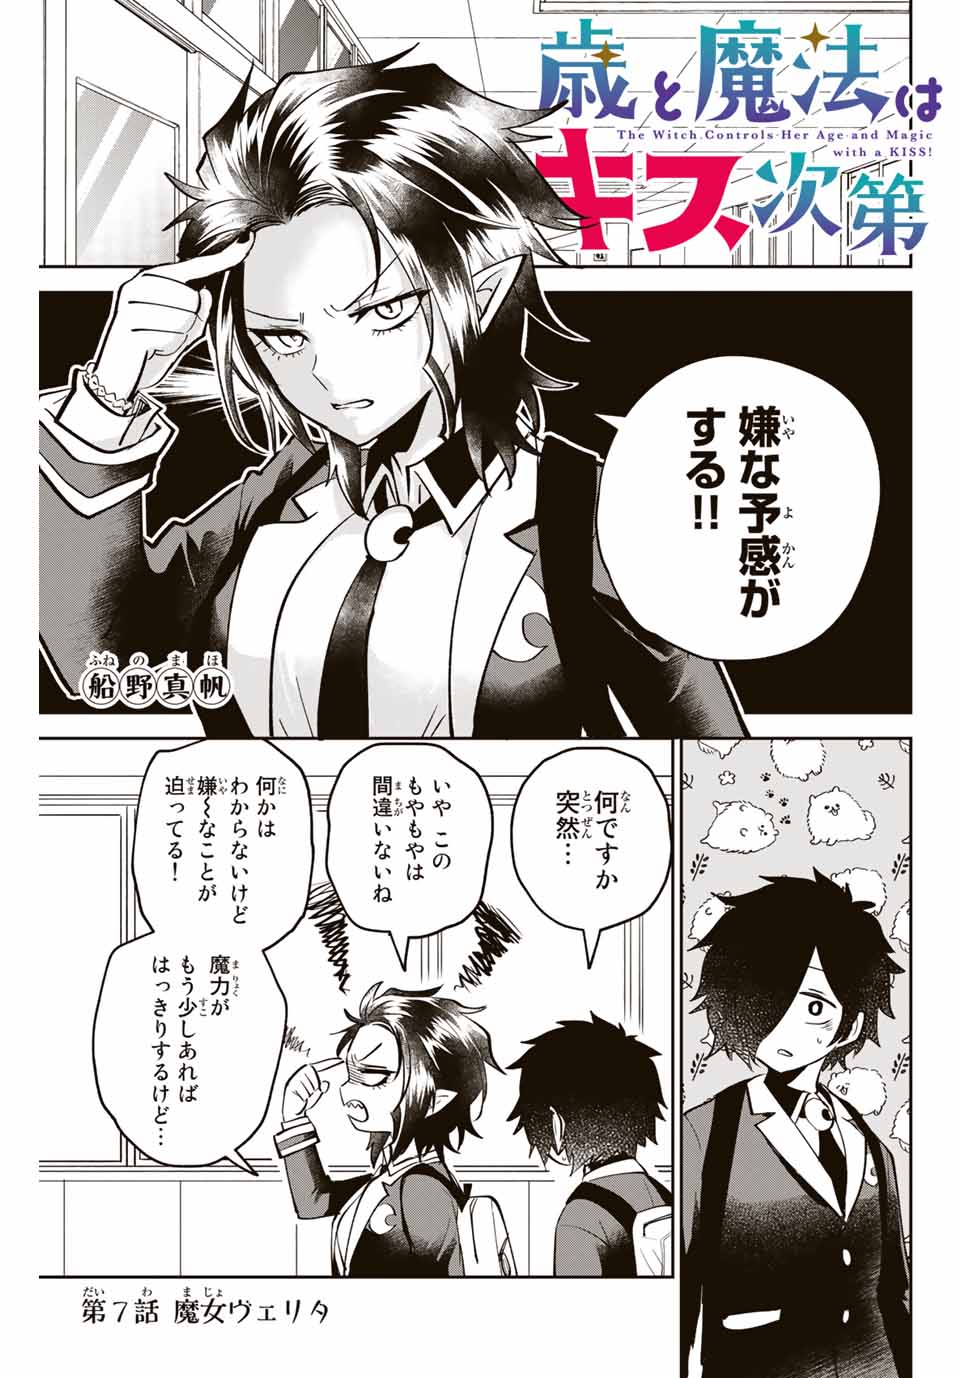 歳と魔法は
The Witch Controls Her Age and Magic
with a KISS!
キス次第
嫌な予感が
する!!
船野真帆
何ですか
突然…
いや この
もやもやは
間違いないね
何かは
わからないけど
嫌〜なことが
迫ってる！
魔力が
もう少しあれば
はっきりするけど…
第7話 魔女ヴェリタ